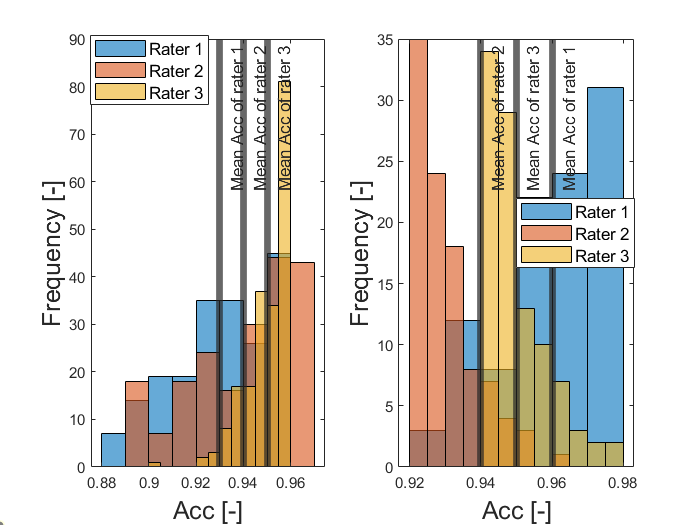 90
80
70
60
50
40
30
20
10
0
Frequency [-]
Rater 1
Rater 2
Rater 3
Mean Acc of rater 1
Mean Acc of rater 2
Mean Acc of rater 3
0.88
0.9
0.92
0.94
0.96
Acc [-]
35
30
25
20
15
10
5
0
Frequency [-]
Mean Acc of rater 2
Mean Acc of rater 3
Mean Acc of rater 1
Rater 1
Rater 2
Rater 3
0.92
0.94
0.96
0.98
Acc [-]